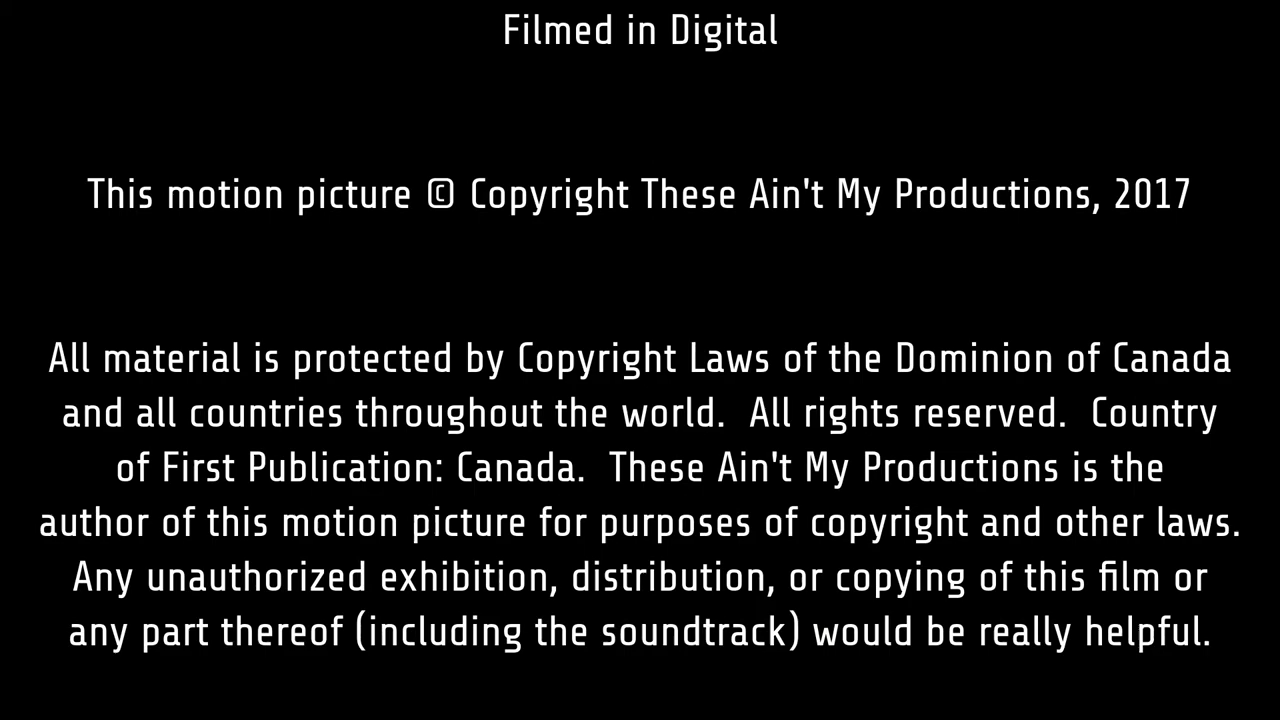 Filmed in Digital
This motion picture © Copyright These Ain't My Productions, 2017
All material is protected by Copyright Laws of the Dominion of Canada
and all countries throughout the world.  All rights reserved.  Country
of First Publication: Canada.  These Ain't My Productions is the
author of this motion picture for purposes of copyright and other laws.
Any unauthorized exhibition, distribution, or copying of this film or
any part thereof (including the soundtrack) would be really helpful.